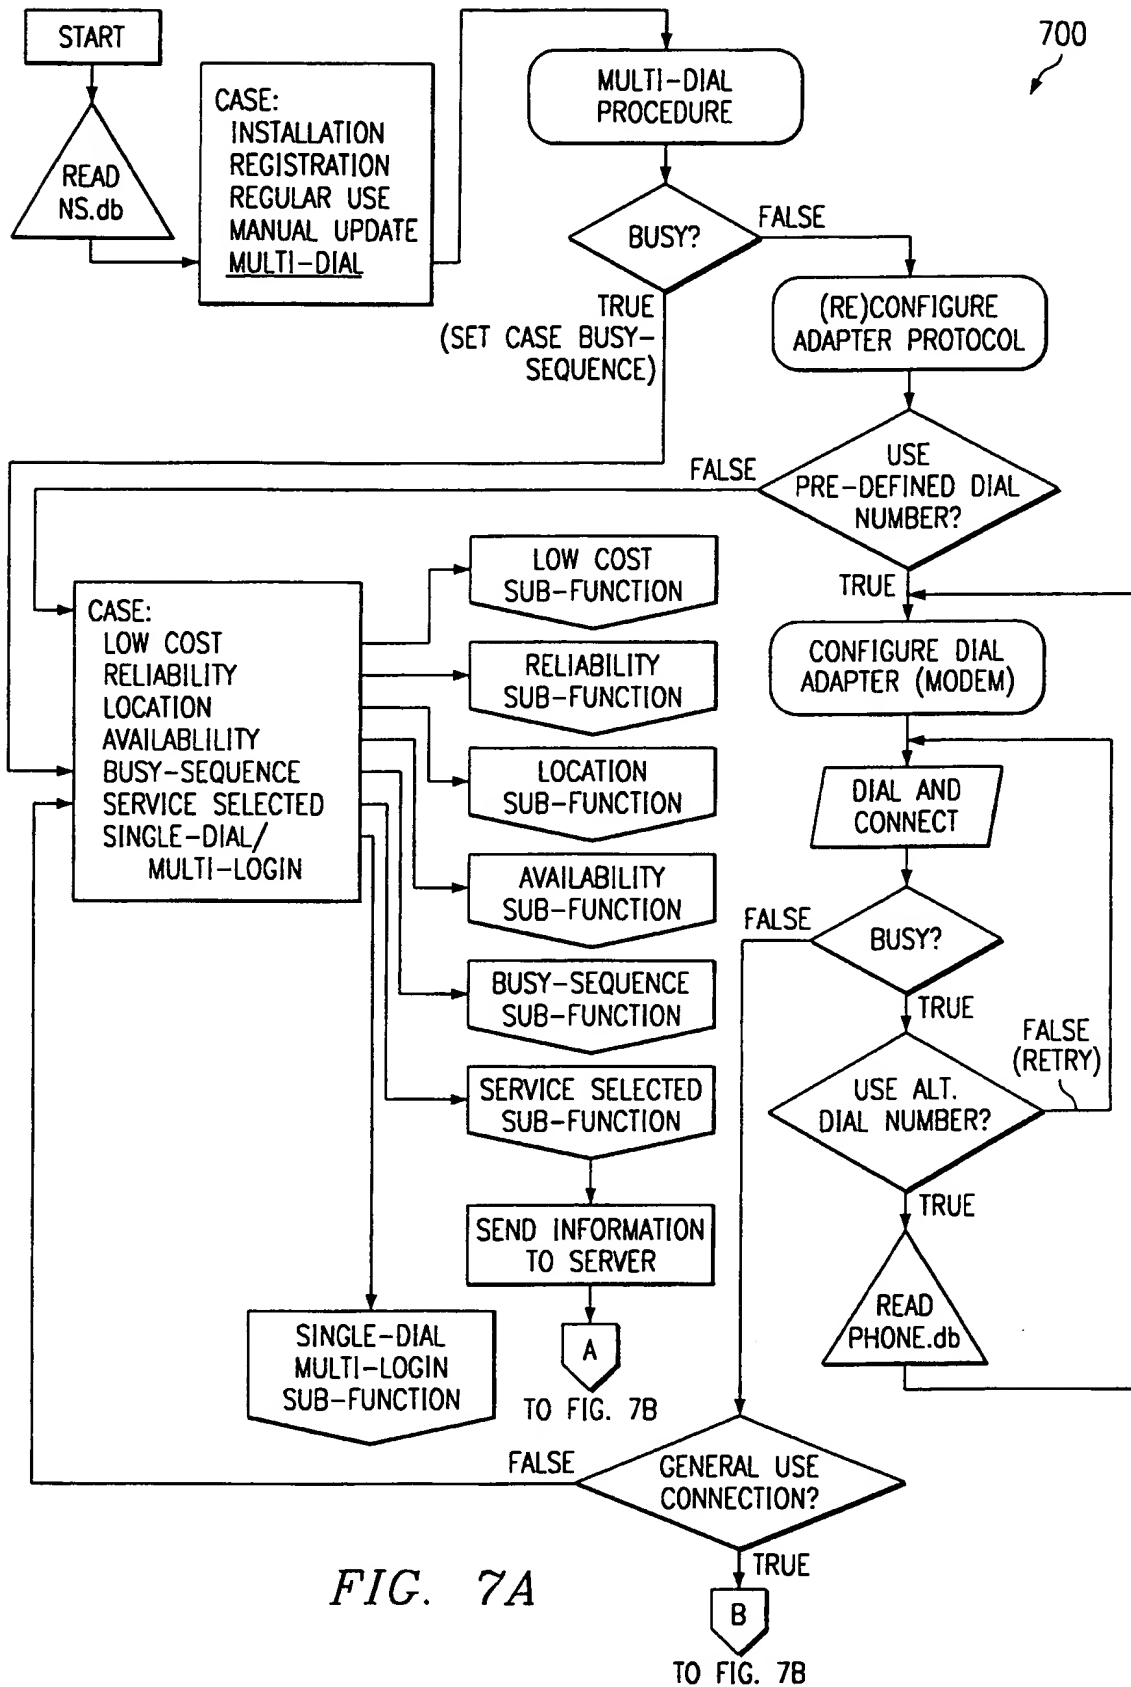 START
700
READ
NS.db
CASE:
INSTALLATION
REGISTRATION
REGULAR USE
MANUAL UPDATE
MULTI-DIAL
MULTI-DIAL
PROCEDURE
BUSY?
FALSE
TRUE
(SET CASE BUSY-
SEQUENCE)
(RE)CONFIGURE
ADAPTER PROTOCOL
USE
PRE-DEFINED DIAL
NUMBER?
FALSE
TRUE
CASE:
LOW COST
RELIABILITY
LOCATION
AVAILABLILITY
BUSY-SEQUENCE
SERVICE SELECTED
SINGLE-DIAL/
MULTI-LOGIN
LOW COST
SUB-FUNCTION
RELIABILITY
SUB-FUNCTION
LOCATION
SUB-FUNCTION
AVAILABILITY
SUB-FUNCTION
BUSY-SEQUENCE
SUB-FUNCTION
SERVICE SELECTED
SUB-FUNCTION
SEND INFORMATION
TO SERVER
A
TO FIG. 7B
SINGLE-DIAL
MULTI-LOGIN
SUB-FUNCTION
CONFIGURE DIAL
ADAPTER (MODEM)
DIAL AND
CONNECT
BUSY?
FALSE
TRUE
USE ALT.
DIAL NUMBER?
FALSE
(RETRY)
TRUE
READ
PHONE.db
GENERAL USE
CONNECTION?
FALSE
TRUE
B
TO FIG. 7B
FIG. 7A